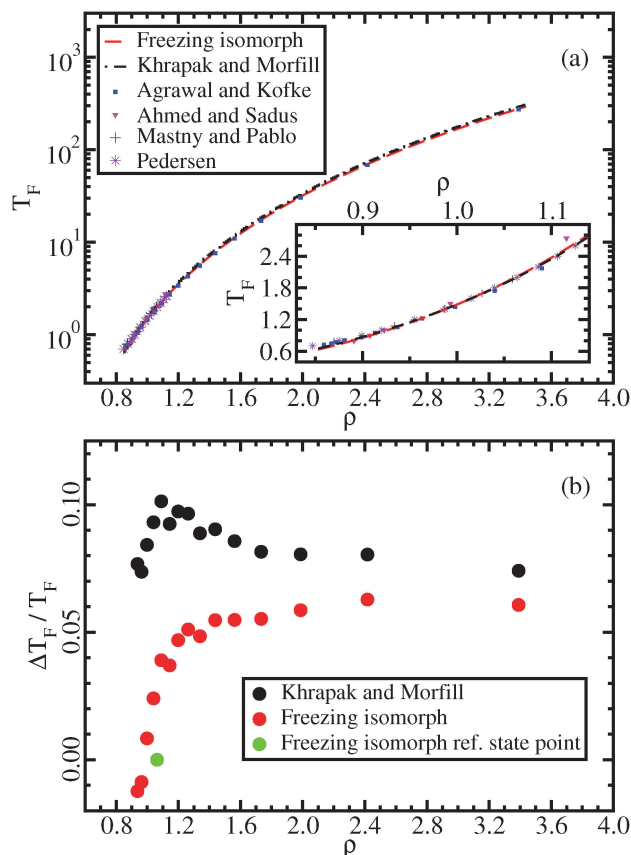 (a)
Freezing isomorph
Khrapak and Morfill
Agrawal and Kofke
Ahmed and Sadus
Mastny and Pablo
Pedersen
10³
10²
10¹
10⁰
T_F
ρ
0.9 1.0 1.1
2.4
1.8
1.2
0.6
T_F
0.8 1.2 1.6 2.0 2.4 2.8 3.2 3.6 4.0
ρ
(b)
0.10
0.05
0.00
ΔT_F / T_F
Khrapak and Morfill
Freezing isomorph
Freezing isomorph ref. state point
0.8 1.2 1.6 2.0 2.4 2.8 3.2 3.6 4.0
ρ